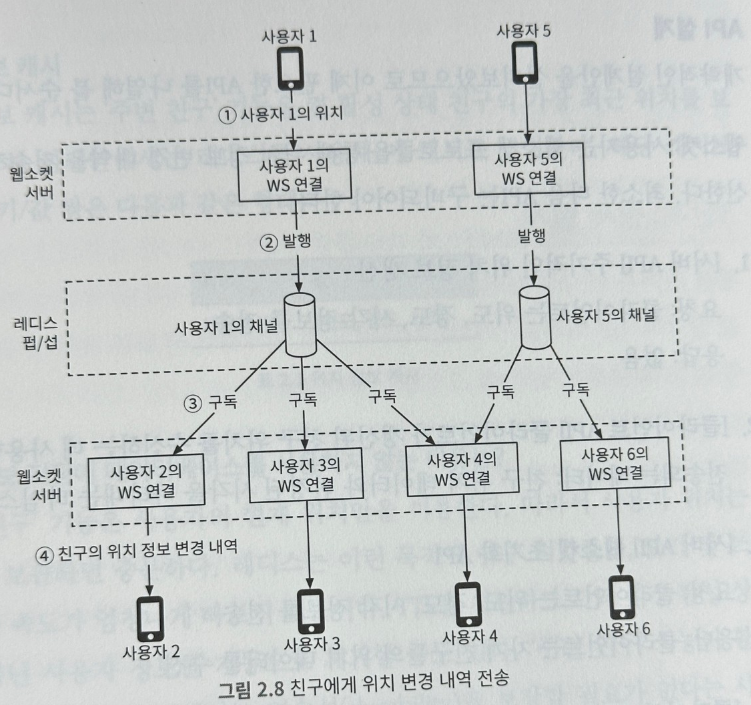 사용자 1
사용자 5
① 사용자 1의 위치
웹소켓
서버
사용자 1의
WS 연결
사용자 5의
WS 연결
② 발행
발행
레디스
펍/섭
사용자 1의 채널
사용자 5의 채널
③ 구독
구독
구독
구독
구독
웹소켓
서버
사용자 2의
WS 연결
사용자 3의
WS 연결
사용자 4의
WS 연결
사용자 6의
WS 연결
④ 친구의 위치 정보 변경 내역
사용자 2
사용자 3
사용자 4
사용자 6
그림 2.8 친구에게 위치 변경 내역 전송